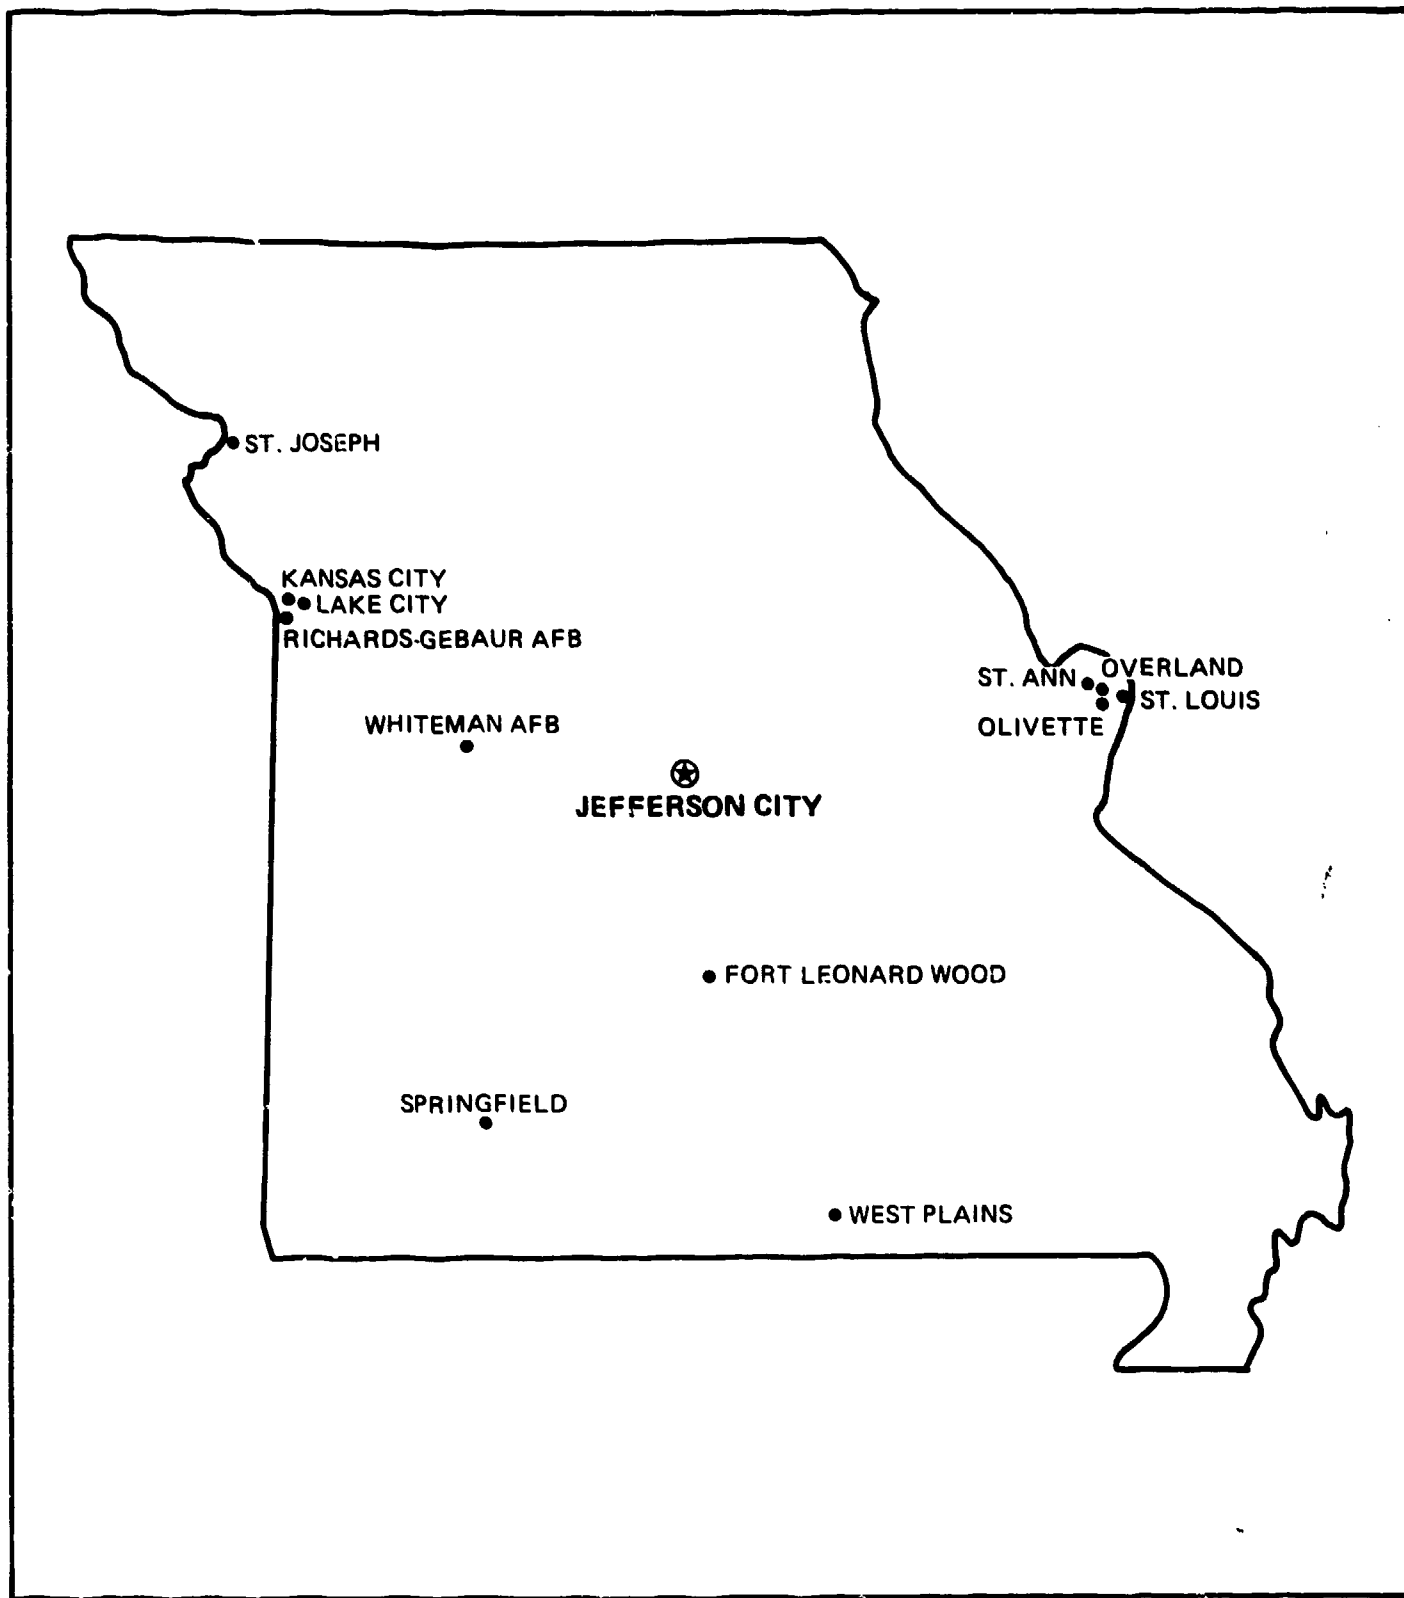 ST. JOSEPH
KANSAS CITY
LAKE CITY
RICHARDS-GEBAUR AFB
OVERLAND
ST. ANN
ST. LOUIS
OLIVETTE
WHITEMAN AFB
JEFFERSON CITY
FORT LEONARD WOOD
SPRINGFIELD
WEST PLAINS